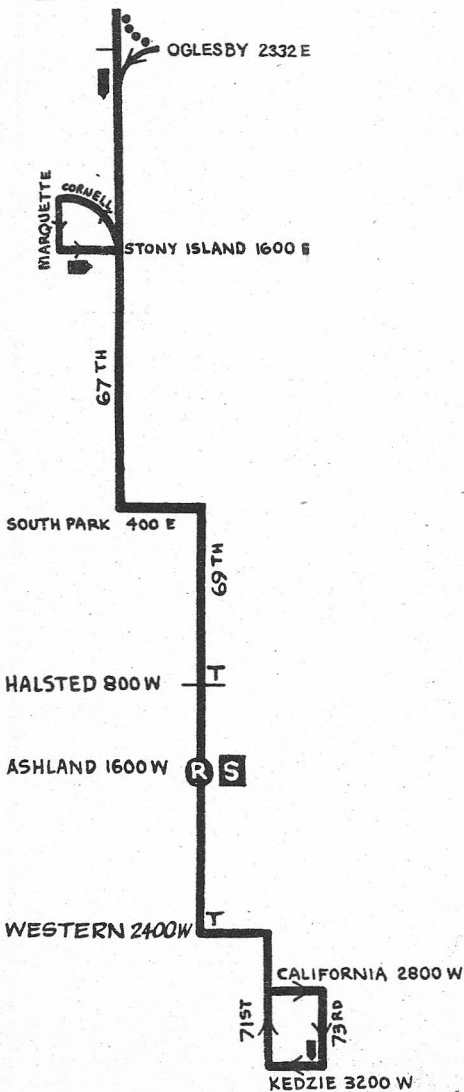 OGLESBY 2332 E
CORNELL
MARQUETTE
STONY ISLAND 1600 E
67 TH
SOUTH PARK 400 E
69 TH
T
HALSTED 800 W
ASHLAND 1600 W
R S
T
WESTERN 2400 W
CALIFORNIA 2800 W
71ST
73RD
KEDZIE 3200 W